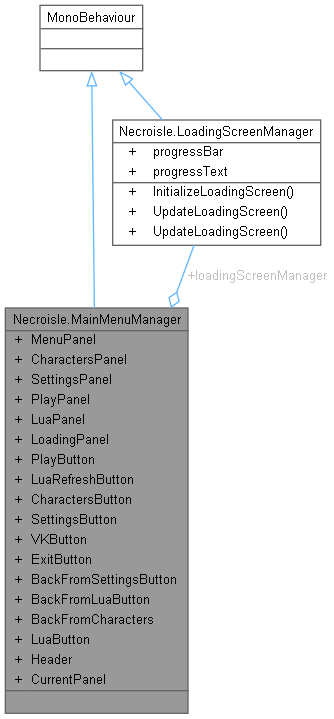 MonoBehaviour
Necroisle.LoadingScreenManager
+ progressBar
+ progressText
+ InitializeLoadingScreen()
+ UpdateLoadingScreen()
+ UpdateLoadingScreen()
+loadingScreenManager
Necroisle.MainMenuManager
+ MenuPanel
+ CharactersPanel
+ SettingsPanel
+ PlayPanel
+ LuaPanel
+ LoadingPanel
+ PlayButton
+ LuaRefreshButton
+ CharactersButton
+ SettingsButton
+ VKButton
+ ExitButton
+ BackFromSettingsButton
+ BackFromLuaButton
+ BackFromCharacters
+ LuaButton
+ Header
+ CurrentPanel